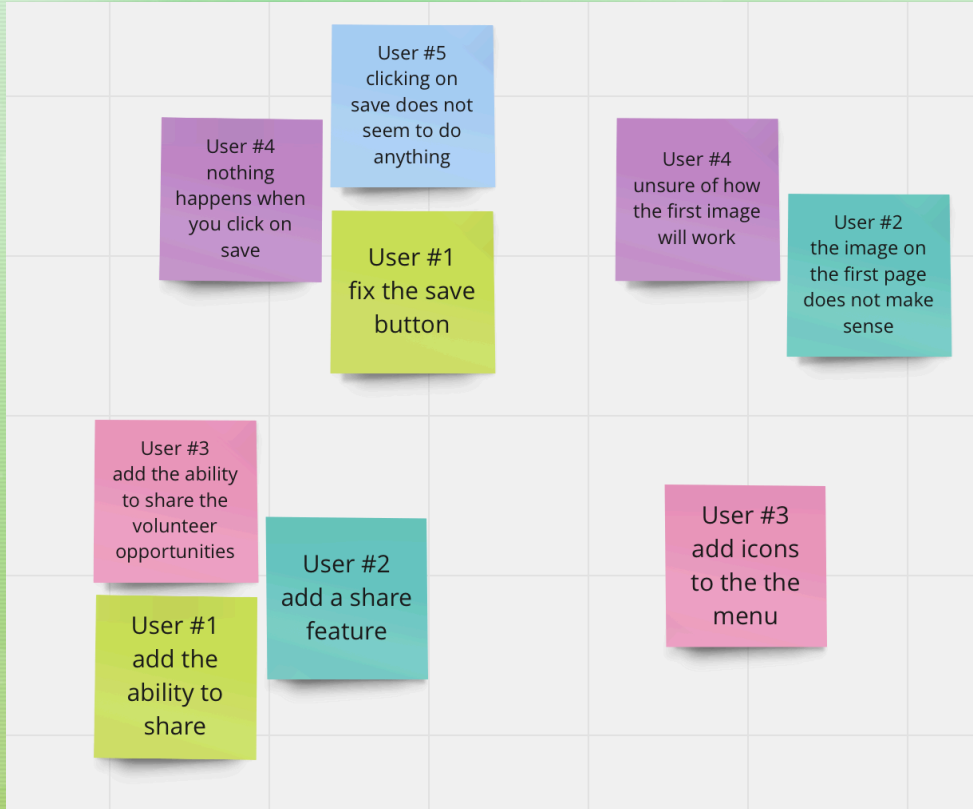 User #5
clicking on
save does not
seem to do
anything
User #4
nothing
happens when
you click on
save
User #1
fix the save
button
User #4
unsure of how
the first image
will work
User #2
the image on
the first page
does not make
sense
User #3
add the ability
to share the
volunteer
opportunities
User #2
add a share
feature
User #1
add the
ability to
share
User #3
add icons
to the the
menu